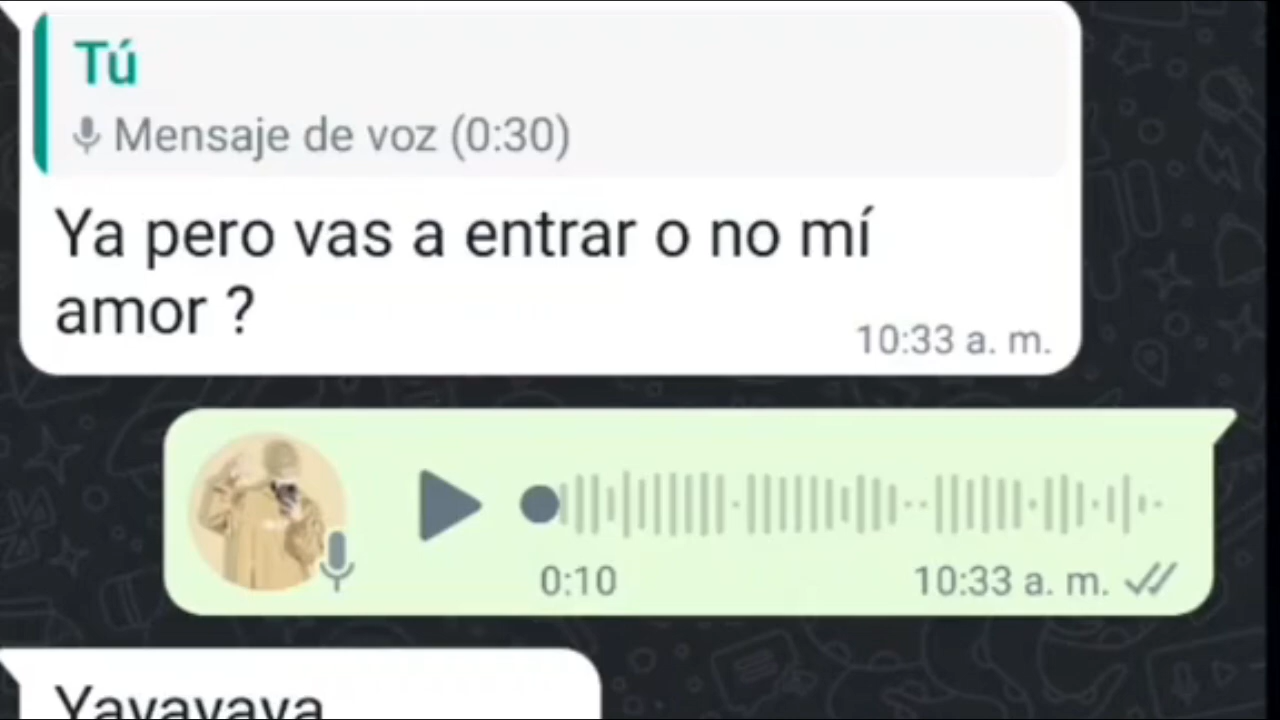 Tú
Mensaje de voz (0:30)
Ya pero vas a entrar o no mí
amor ?
10:33 a. m.
0:10
10:33 a. m.
Yayayaya